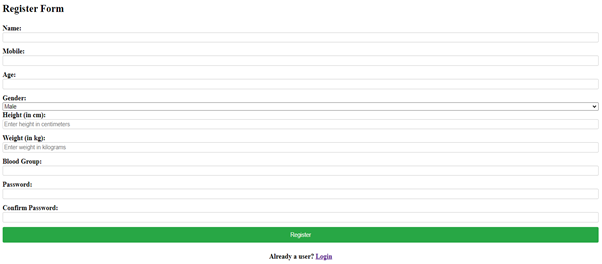 Register Form
Name:
Mobile:
Age:
Gender:
Male
Height (in cm):
Enter height in centimeters
Weight (in kg):
Enter weight in kilograms
Blood Group:
Password:
Confirm Password:
Register
Already a user? Login